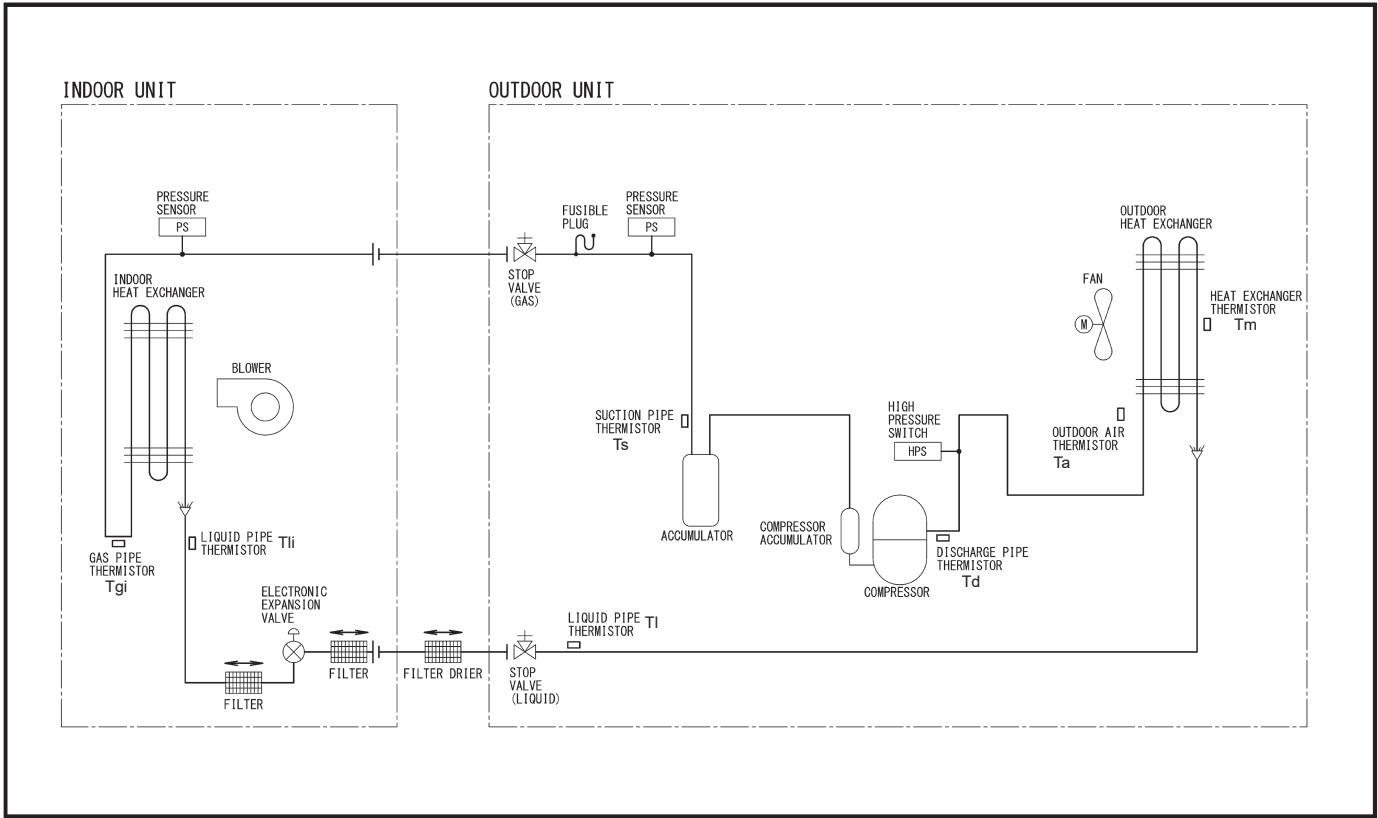 INDOOR UNIT
OUTDOOR UNIT
PRESSURE
SENSOR
PS
FUSIBLE
PLUG
PRESSURE
SENSOR
PS
OUTDOOR
HEAT EXCHANGER
STOP
VALVE
(GAS)
INDOOR
HEAT EXCHANGER
FAN
M
HEAT EXCHANGER
THERMISTOR
Tm
BLOWER
SUCTION PIPE
THERMISTOR
Ts
HIGH
PRESSURE
SWITCH
HPS
OUTDOOR AIR
THERMISTOR
Ta
ACCUMULATOR
COMPRESSOR
ACCUMULATOR
LIQUID PIPE
THERMISTOR Tli
GAS PIPE
THERMISTOR
Tgi
DISCHARGE PIPE
THERMISTOR
Td
COMPRESSOR
ELECTRONIC
EXPANSION
VALVE
LIQUID PIPE
THERMISTOR Tl
FILTER
FILTER DRIER
STOP
VALVE
(LIQUID)
FILTER